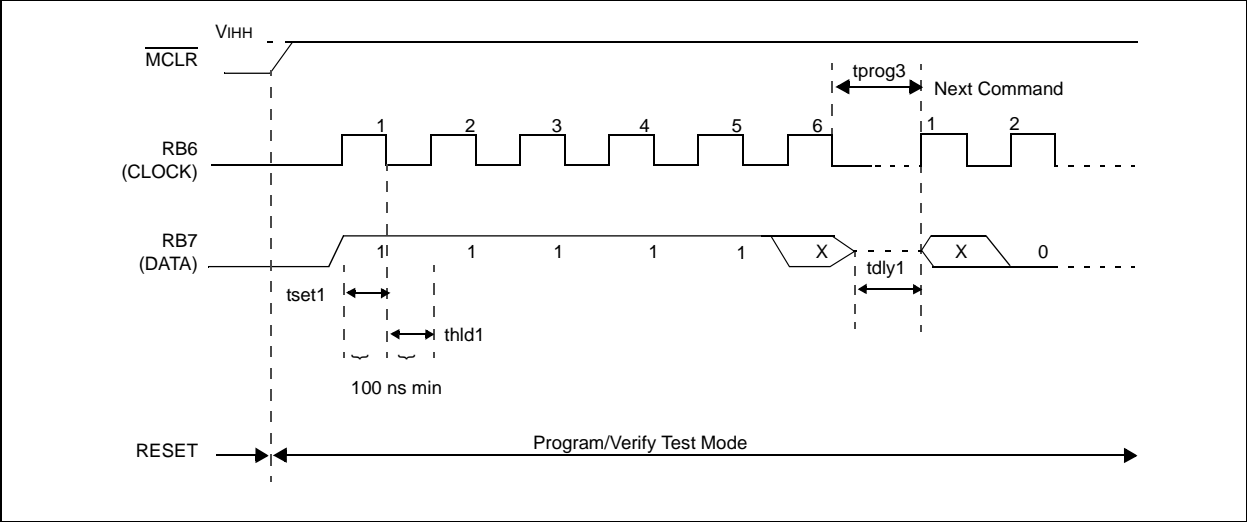 VIHH
MCLR
tprog3
Next Command
1 2 3 4 5 6 1 2
RB6
(CLOCK)
RB7
(DATA)
1 1 1 1 1 X X 0
tdly1
tset1
thld1
100 ns min
RESET
Program/Verify Test Mode